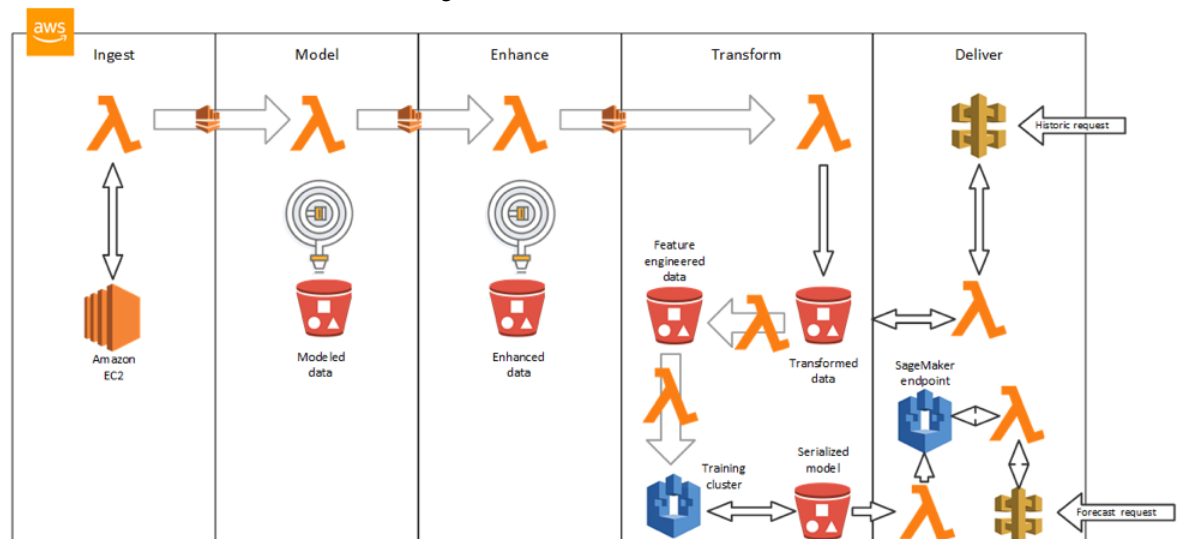 aws
Ingest
Model
Enhance
Transform
Deliver
Historic request
Feature
engineered
data
Amazon
EC2
Modeled
data
Enhanced
data
Transformed
data
SageMaker
endpoint
Training
cluster
Serialized
model
Forecast request